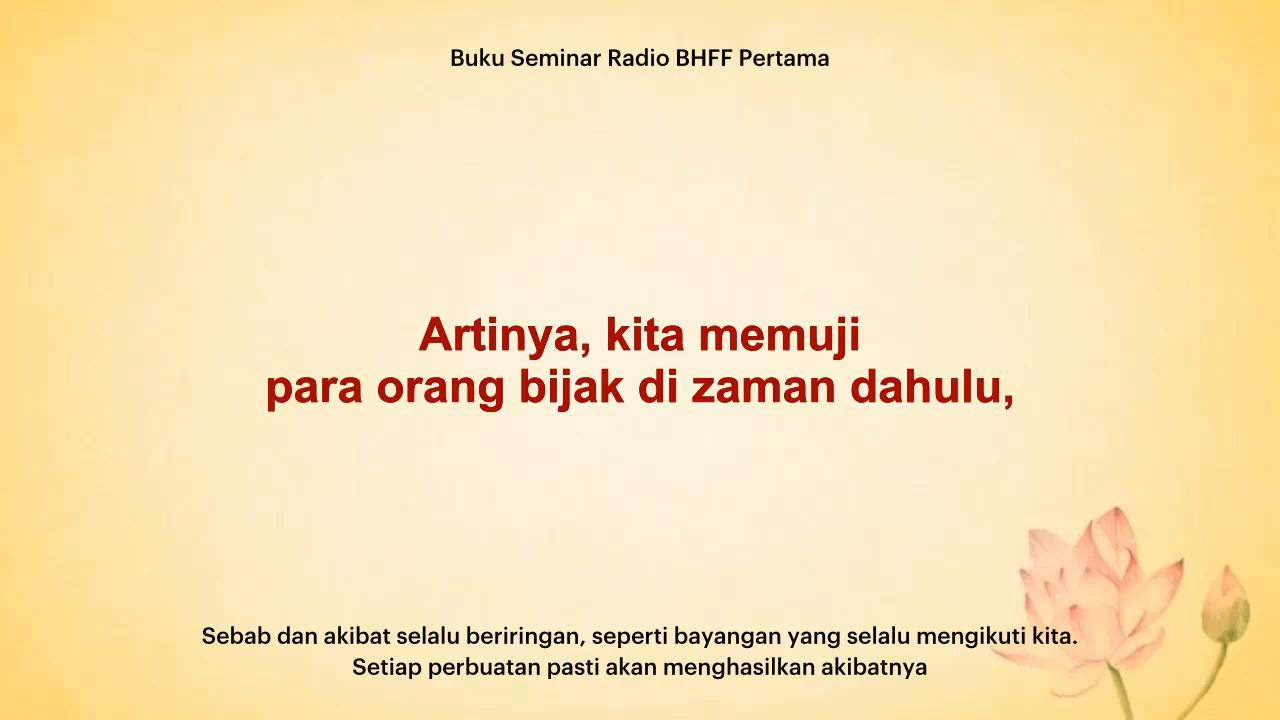 Buku Seminar Radio BHFF Pertama
Artinya, kita memuji
para orang bijak di zaman dahulu,
Sebab dan akibat selalu beriringan, seperti bayangan yang selalu mengikuti kita.
Setiap perbuatan pasti akan menghasilkan akibatnya